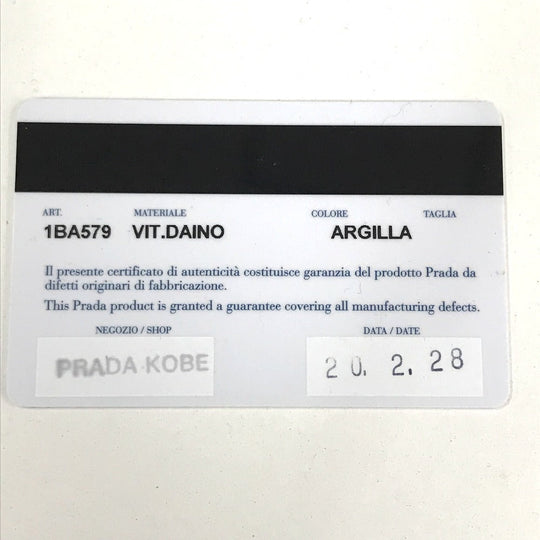 ART. MATERIALE COLORE TAGLIA
1BA579 VIT.DAINO ARGILLA
Il presente certificato di autenticità costituisce garanzia del prodotto Prada da
difetti originari di fabbricazione.
This Prada product is granted a guarantee covering all manufacturing defects.
NEGOZIO / SHOP DATA / DATE
PRADA KOBE 20. 2. 28